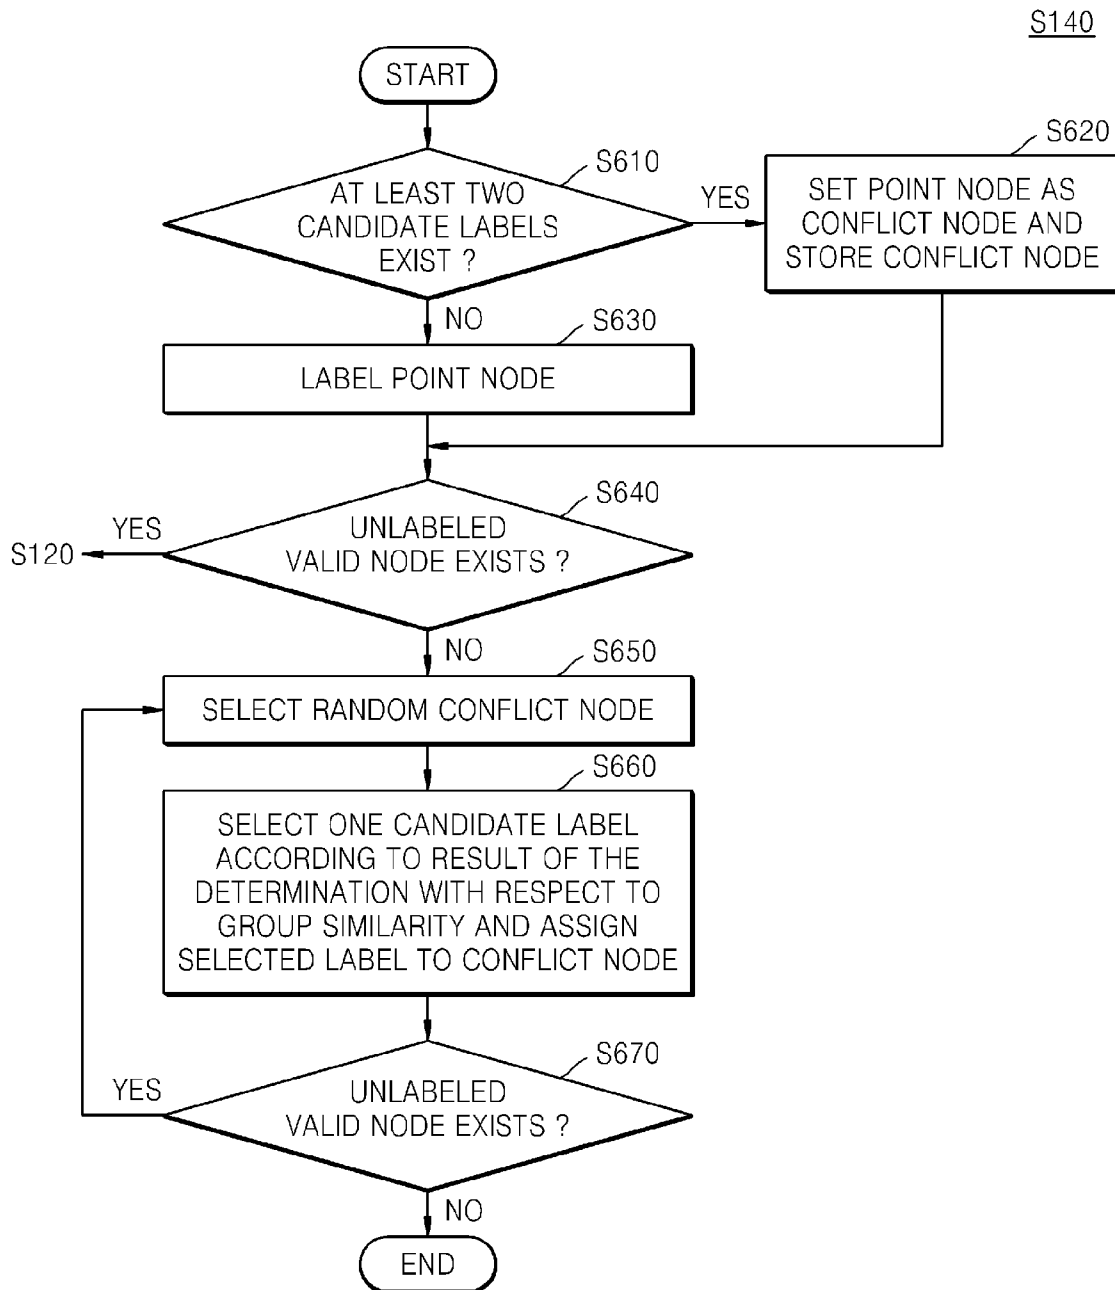 S140
START
S610
AT LEAST TWO
CANDIDATE LABELS
EXIST ?
YES
S620
SET POINT NODE AS
CONFLICT NODE AND
STORE CONFLICT NODE
NO
S630
LABEL POINT NODE
S640
UNLABELED
VALID NODE EXISTS ?
YES
S120
NO
S650
SELECT RANDOM CONFLICT NODE
S660
SELECT ONE CANDIDATE LABEL
ACCORDING TO RESULT OF THE
DETERMINATION WITH RESPECT TO
GROUP SIMILARITY AND ASSIGN
SELECTED LABEL TO CONFLICT NODE
S670
UNLABELED
VALID NODE EXISTS ?
YES
NO
END